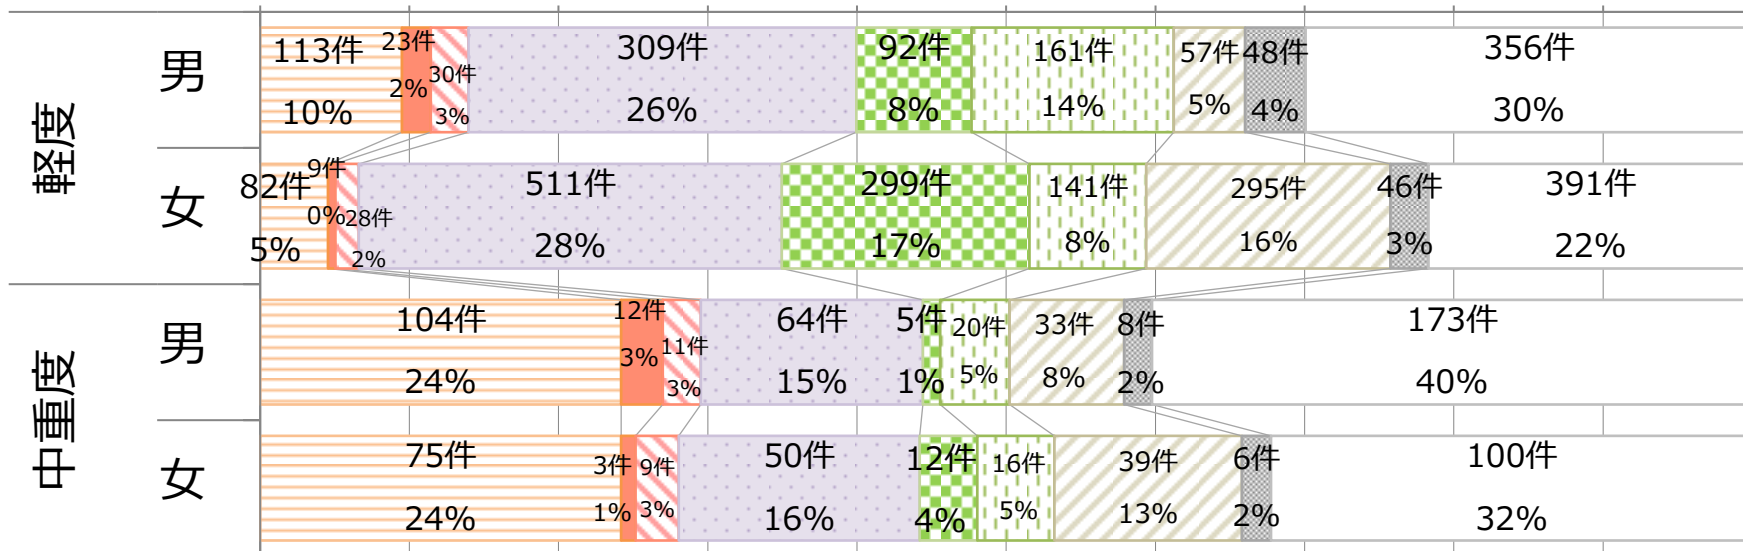 軽度
男
113件 23件 30件 309件 92件 161件 57件 48件 356件
10% 2% 3% 26% 8% 14% 5% 4% 30%
女
82件 9件 28件 511件 299件 141件 295件 46件 391件
5% 0% 2% 28% 17% 8% 16% 3% 22%
中重度
男
104件 12件 11件 64件 5件 20件 33件 8件 173件
24% 3% 3% 15% 1% 5% 8% 2% 40%
女
75件 3件 9件 50件 12件 16件 39件 6件 100件
24% 1% 3% 16% 4% 5% 13% 2% 32%